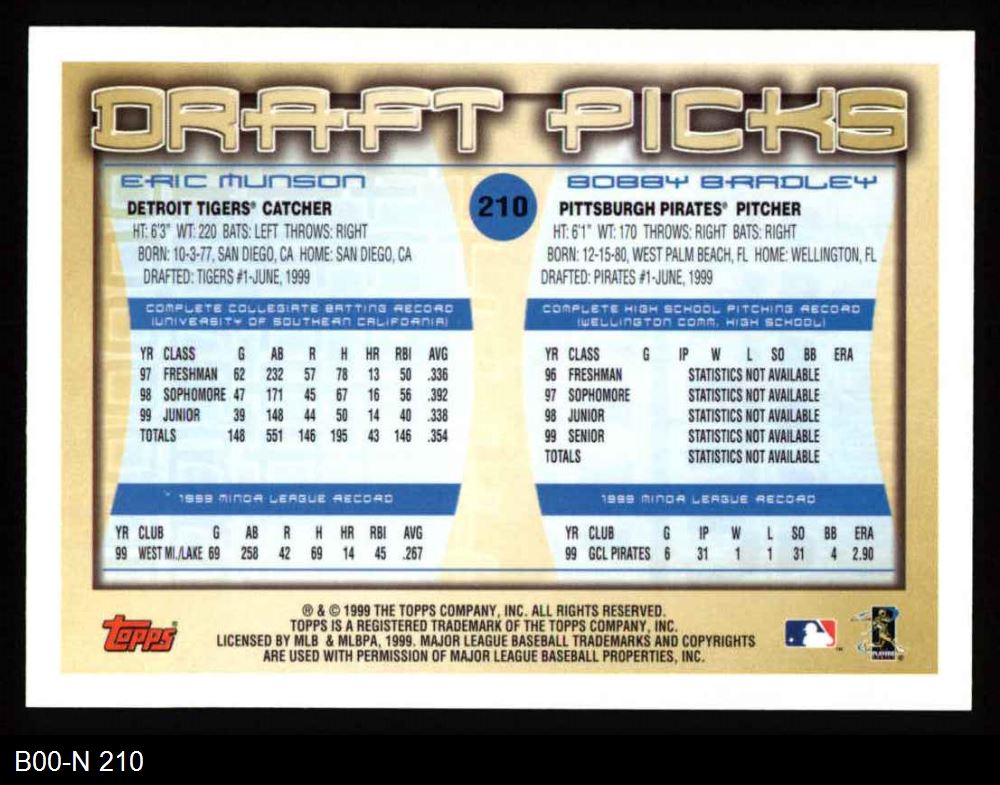 DRAFT PICKS
ERIC MUNSON
DETROIT TIGERS® CATCHER
HT: 6'3" WT: 220 BATS: LEFT THROWS: RIGHT
BORN: 10-3-77, SAN DIEGO, CA HOME: SAN DIEGO, CA
DRAFTED: TIGERS #1-JUNE, 1999
COMPLETE COLLEGIATE BATTING RECORD
(UNIVERSITY OF SOUTHERN CALIFORNIA)
YR CLASS G AB R H HR RBI AVG
97 FRESHMAN 62 232 57 78 13 50 .336
98 SOPHOMORE 47 171 45 67 16 56 .392
99 JUNIOR 39 148 44 50 14 40 .338
TOTALS 148 551 146 195 43 146 .354
1999 MINOR LEAGUE RECORD
YR CLUB G AB R H HR RBI AVG
99 WEST MI./LAKE 69 258 42 69 14 45 .267
210
BOBBY BRADLEY
PITTSBURGH PIRATES® PITCHER
HT: 6'1" WT: 170 THROWS: RIGHT BATS: RIGHT
BORN: 12-15-80, WEST PALM BEACH, FL HOME: WELLINGTON, FL
DRAFTED: PIRATES #1-JUNE, 1999
COMPLETE HIGH SCHOOL PITCHING RECORD
(WELLINGTON COMM. HIGH SCHOOL)
YR CLASS G IP W L SO BB ERA
96 FRESHMAN STATISTICS NOT AVAILABLE
97 SOPHOMORE STATISTICS NOT AVAILABLE
98 JUNIOR STATISTICS NOT AVAILABLE
99 SENIOR STATISTICS NOT AVAILABLE
TOTALS STATISTICS NOT AVAILABLE
1999 MINOR LEAGUE RECORD
YR CLUB G IP W L SO BB ERA
99 GCL PIRATES 6 31 1 1 31 4 2.90
Topps®
® & © 1999 THE TOPPS COMPANY, INC. ALL RIGHTS RESERVED.
TOPPS IS A REGISTERED TRADEMARK OF THE TOPPS COMPANY, INC.
LICENSED BY MLB & MLBPA, 1999. MAJOR LEAGUE BASEBALL TRADEMARKS AND COPYRIGHTS
ARE USED WITH PERMISSION OF MAJOR LEAGUE BASEBALL PROPERTIES, INC.
B00-N 210